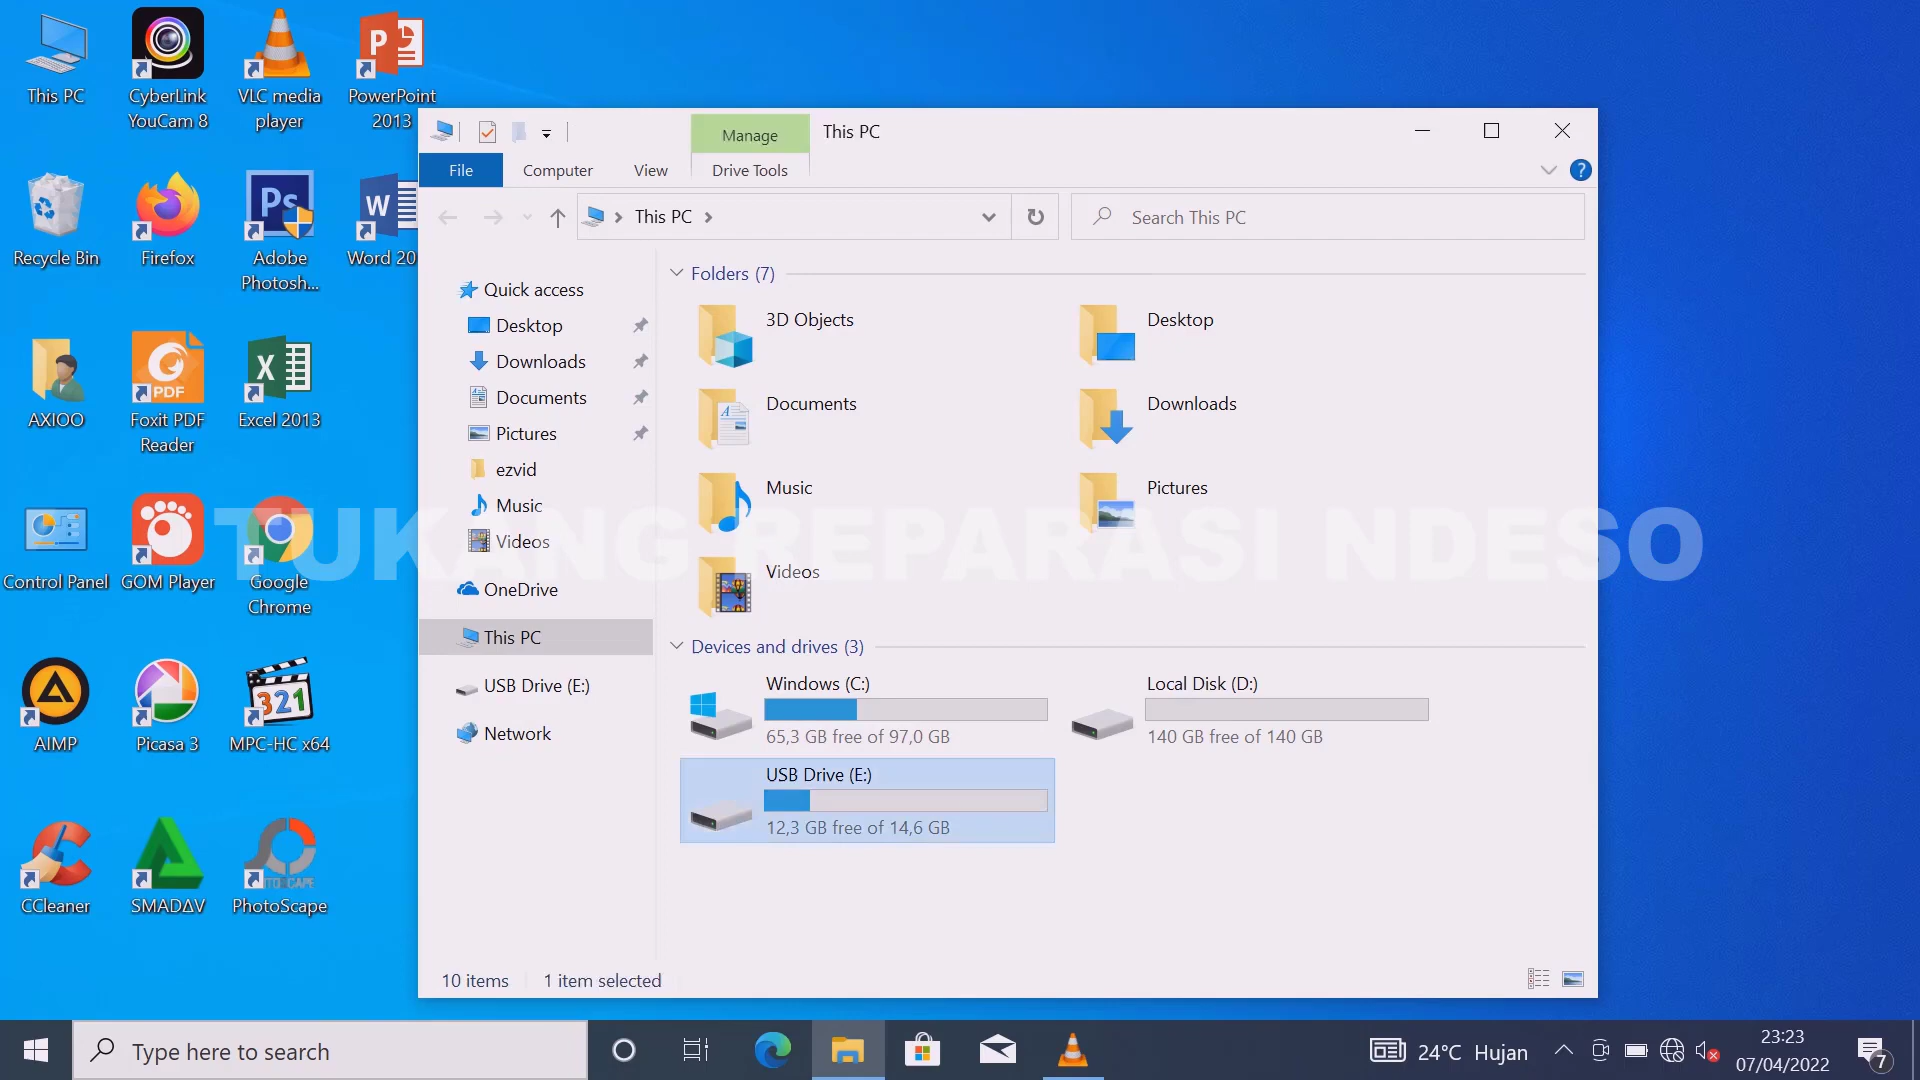 This PC
CyberLink
YouCam 8
VLC media
player
PowerPoint
2013
Recycle Bin
Firefox
Adobe
Photosh...
Word 20
AXIOO
Foxit PDF
Reader
Excel 2013
Control Panel
GOM Player
Google
Chrome
AIMP
Picasa 3
MPC-HC x64
CCleaner
SMADΔV
PhotoScape
Manage
This PC
File
Computer
View
Drive Tools
This PC
Search This PC
Quick access
Desktop
Downloads
Documents
Pictures
ezvid
Music
Videos
OneDrive
This PC
USB Drive (E:)
Network
Folders (7)
3D Objects
Desktop
Documents
Downloads
Music
Pictures
Videos
TUKANG REPARASI NDESO
Devices and drives (3)
Windows (C:)
65,3 GB free of 97,0 GB
Local Disk (D:)
140 GB free of 140 GB
USB Drive (E:)
12,3 GB free of 14,6 GB
10 items
1 item selected
Type here to search
24°C Hujan
23:23
07/04/2022
7